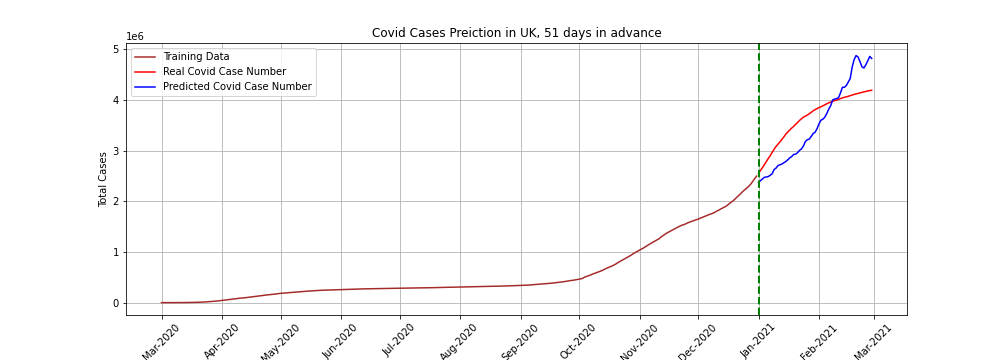 Covid Cases Preiction in UK, 51 days in advance
1e6
Training Data
Real Covid Case Number
Predicted Covid Case Number
Total Cases
5
4
3
2
1
0
Mar-2020
Apr-2020
May-2020
Jun-2020
Jul-2020
Aug-2020
Sep-2020
Oct-2020
Nov-2020
Dec-2020
Jan-2021
Feb-2021
Mar-2021